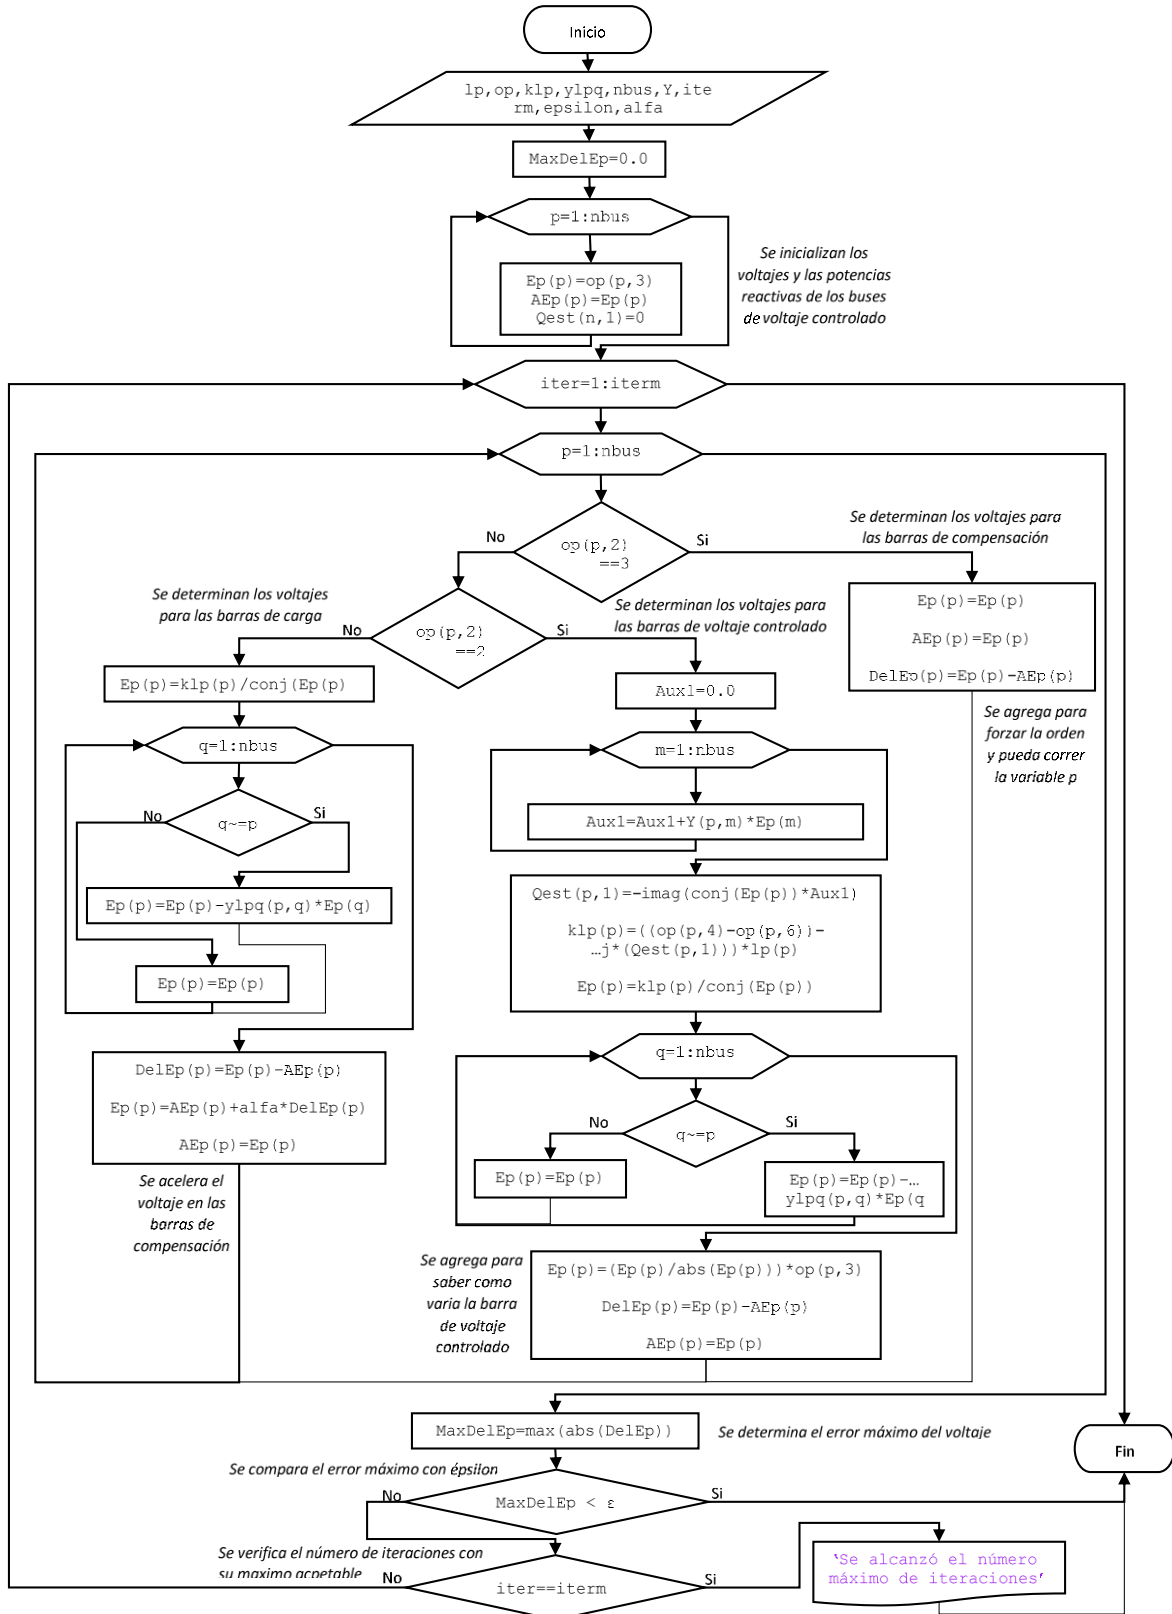 Inicio
lp,op,klp,ylpq,nbus,Y,ite
rm,epsilon,alfa
MaxDelEp=0.0
p=1:nbus
Se inicializan los
voltajes y las potencias
reactivas de los buses
de voltaje controlado
Ep(p)=op(p,3)
AEp(p)=Ep(p)
Qest(n,1)=0
iter=1:iterm
p=1:nbus
op(p,2)
==3
No
Si
Se determinan los voltajes para
las barras de compensación
Ep(p)=Ep(p)
AEp(p)=Ep(p)
DelEp(p)=Ep(p)-AEp(p)
Se agrega para
forzar la orden
y pueda correr
la variable p
Se determinan los voltajes
para las barras de carga
op(p,2)
==2
No
Si
Se determinan los voltajes para
las barras de voltaje controlado
Ep(p)=klp(p)/conj(Ep(p)
q=1:nbus
No
q~=p
Si
Ep(p)=Ep(p)-ylpq(p,q)*Ep(q)
Ep(p)=Ep(p)
DelEp(p)=Ep(p)-AEp(p)
Ep(p)=AEp(p)+alfa*DelEp(p)
AEp(p)=Ep(p)
Se acelera el
voltaje en las
barras de
compensación
Aux1=0.0
m=1:nbus
Aux1=Aux1+Y(p,m)*Ep(m)
Qest(p,1)=-imag(conj(Ep(p))*Aux1)
klp(p)=((op(p,4)-op(p,6))-
…j*(Qest(p,1)))*lp(p)
Ep(p)=klp(p)/conj(Ep(p))
q=1:nbus
No
q~=p
Si
Ep(p)=Ep(p)
Ep(p)=Ep(p)-…
ylpq(p,q)*Ep(q
Se agrega para
saber como
varia la barra
de voltaje
controlado
Ep(p)=(Ep(p)/abs(Ep(p)))*op(p,3)
DelEp(p)=Ep(p)-AEp(p)
AEp(p)=Ep(p)
MaxDelEp=max(abs(DelEp))
Se determina el error máximo del voltaje
Fin
Se compara el error máximo con épsilon
No
MaxDelEp < ε
Si
Se verifica el número de iteraciones con
su maximo acpetable
No
iter==iterm
Si
‘Se alcanzó el número
máximo de iteraciones’